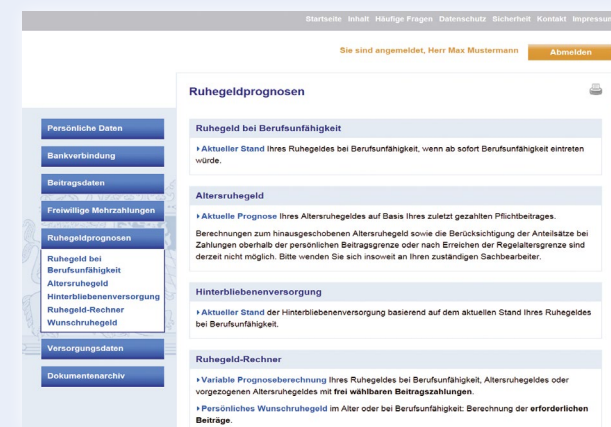 Startseite Inhalt Häufige Fragen Datenschutz Sicherheit Kontakt Impressum
Sie sind angemeldet, Herr Max Mustermann
Abmelden
Ruhegeldprognosen
Persönliche Daten
Bankverbindung
Beitragsdaten
Freiwillige Mehrzahlungen
Ruhegeldprognosen
Ruhegeld bei
Berufsunfähigkeit
Altersruhegeld
Hinterbliebenenversorgung
Ruhegeld-Rechner
Wunschruhegeld
Versorgungsdaten
Dokumentenarchiv
Ruhegeld bei Berufsunfähigkeit
Aktueller Stand Ihres Ruhegeldes bei Berufsunfähigkeit, wenn ab sofort Berufsunfähigkeit eintreten
würde.
Altersruhegeld
Aktuelle Prognose Ihres Altersruhegeldes auf Basis Ihres zuletzt gezahlten Pflichtbeitrages.
Berechnungen zum hinausgeschobenen Altersruhegeld sowie die Berücksichtigung der Anteilsätze bei
Zahlungen oberhalb der persönlichen Beitragsgrenze oder nach Erreichen der Regelaltersgrenze sind
derzeit nicht möglich. Bitte wenden Sie sich insoweit an Ihren zuständigen Sachbearbeiter.
Hinterbliebenenversorgung
Aktueller Stand der Hinterbliebenenversorgung basierend auf dem aktuellen Stand Ihres Ruhegeldes
bei Berufsunfähigkeit.
Ruhegeld-Rechner
Variable Prognoseberechnung Ihres Ruhegeldes bei Berufsunfähigkeit, Altersruhegeldes oder
vorgezogenen Altersruhegeldes mit frei wählbaren Beitragszahlungen.
Persönliches Wunschruhegeld im Alter oder bei Berufsunfähigkeit: Berechnung der erforderlichen
Beiträge.